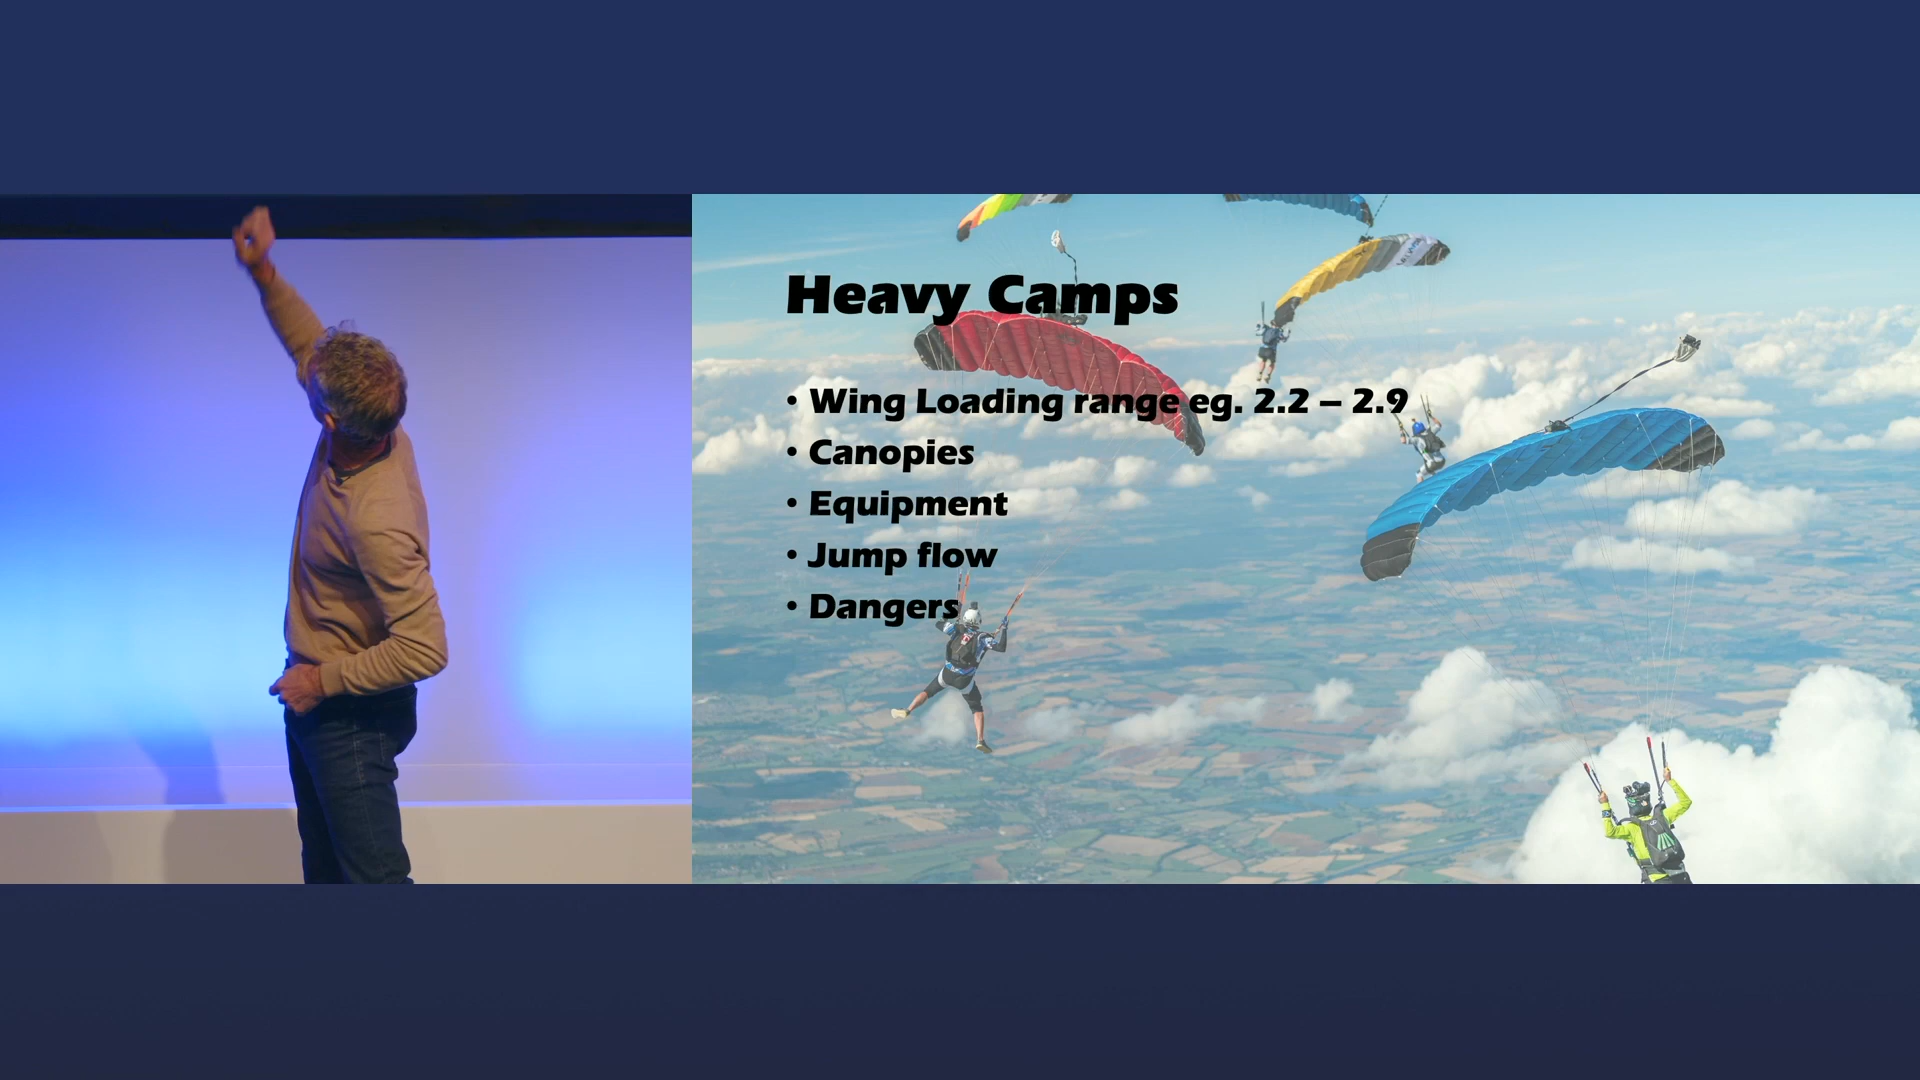 Heavy Camps
• Wing Loading range eg. 2.2 – 2.9
• Canopies
• Equipment
• Jump flow
• Dangers